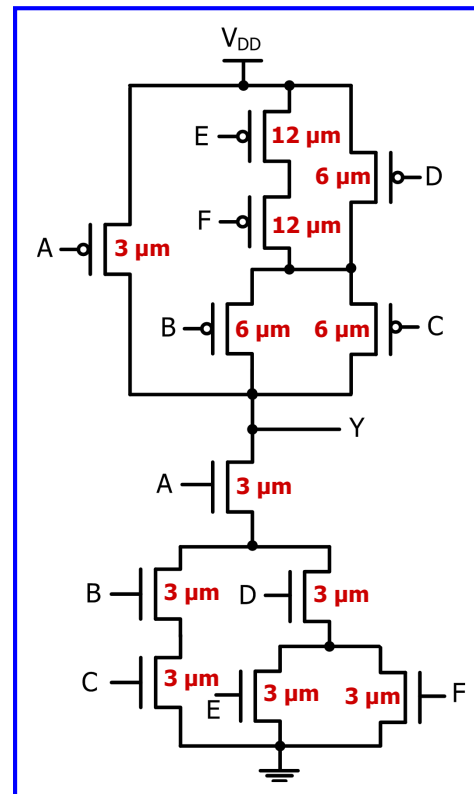 VDD
E 12 µm
6 µm D
F 12 µm
A 3 µm
B 6 µm 6 µm C
Y
A 3 µm
B 3 µm D 3 µm
C 3 µm E 3 µm 3 µm F